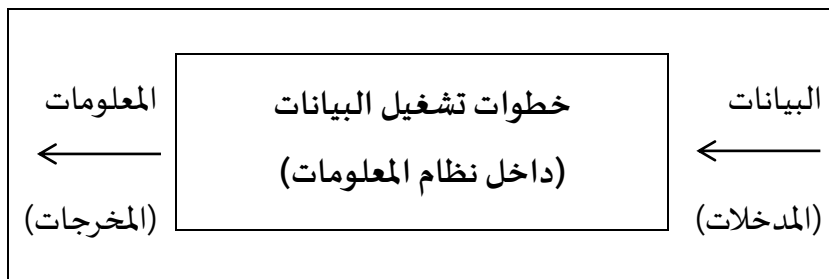 البيانات
(المدخلات)
خطوات تشغيل البيانات
(داخل نظام المعلومات)
المعلومات
(المخرجات)